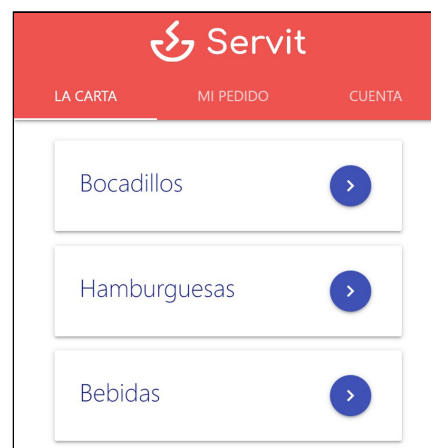 Servit
LA CARTA MI PEDIDO CUENTA
Bocadillos
Hamburguesas
Bebidas